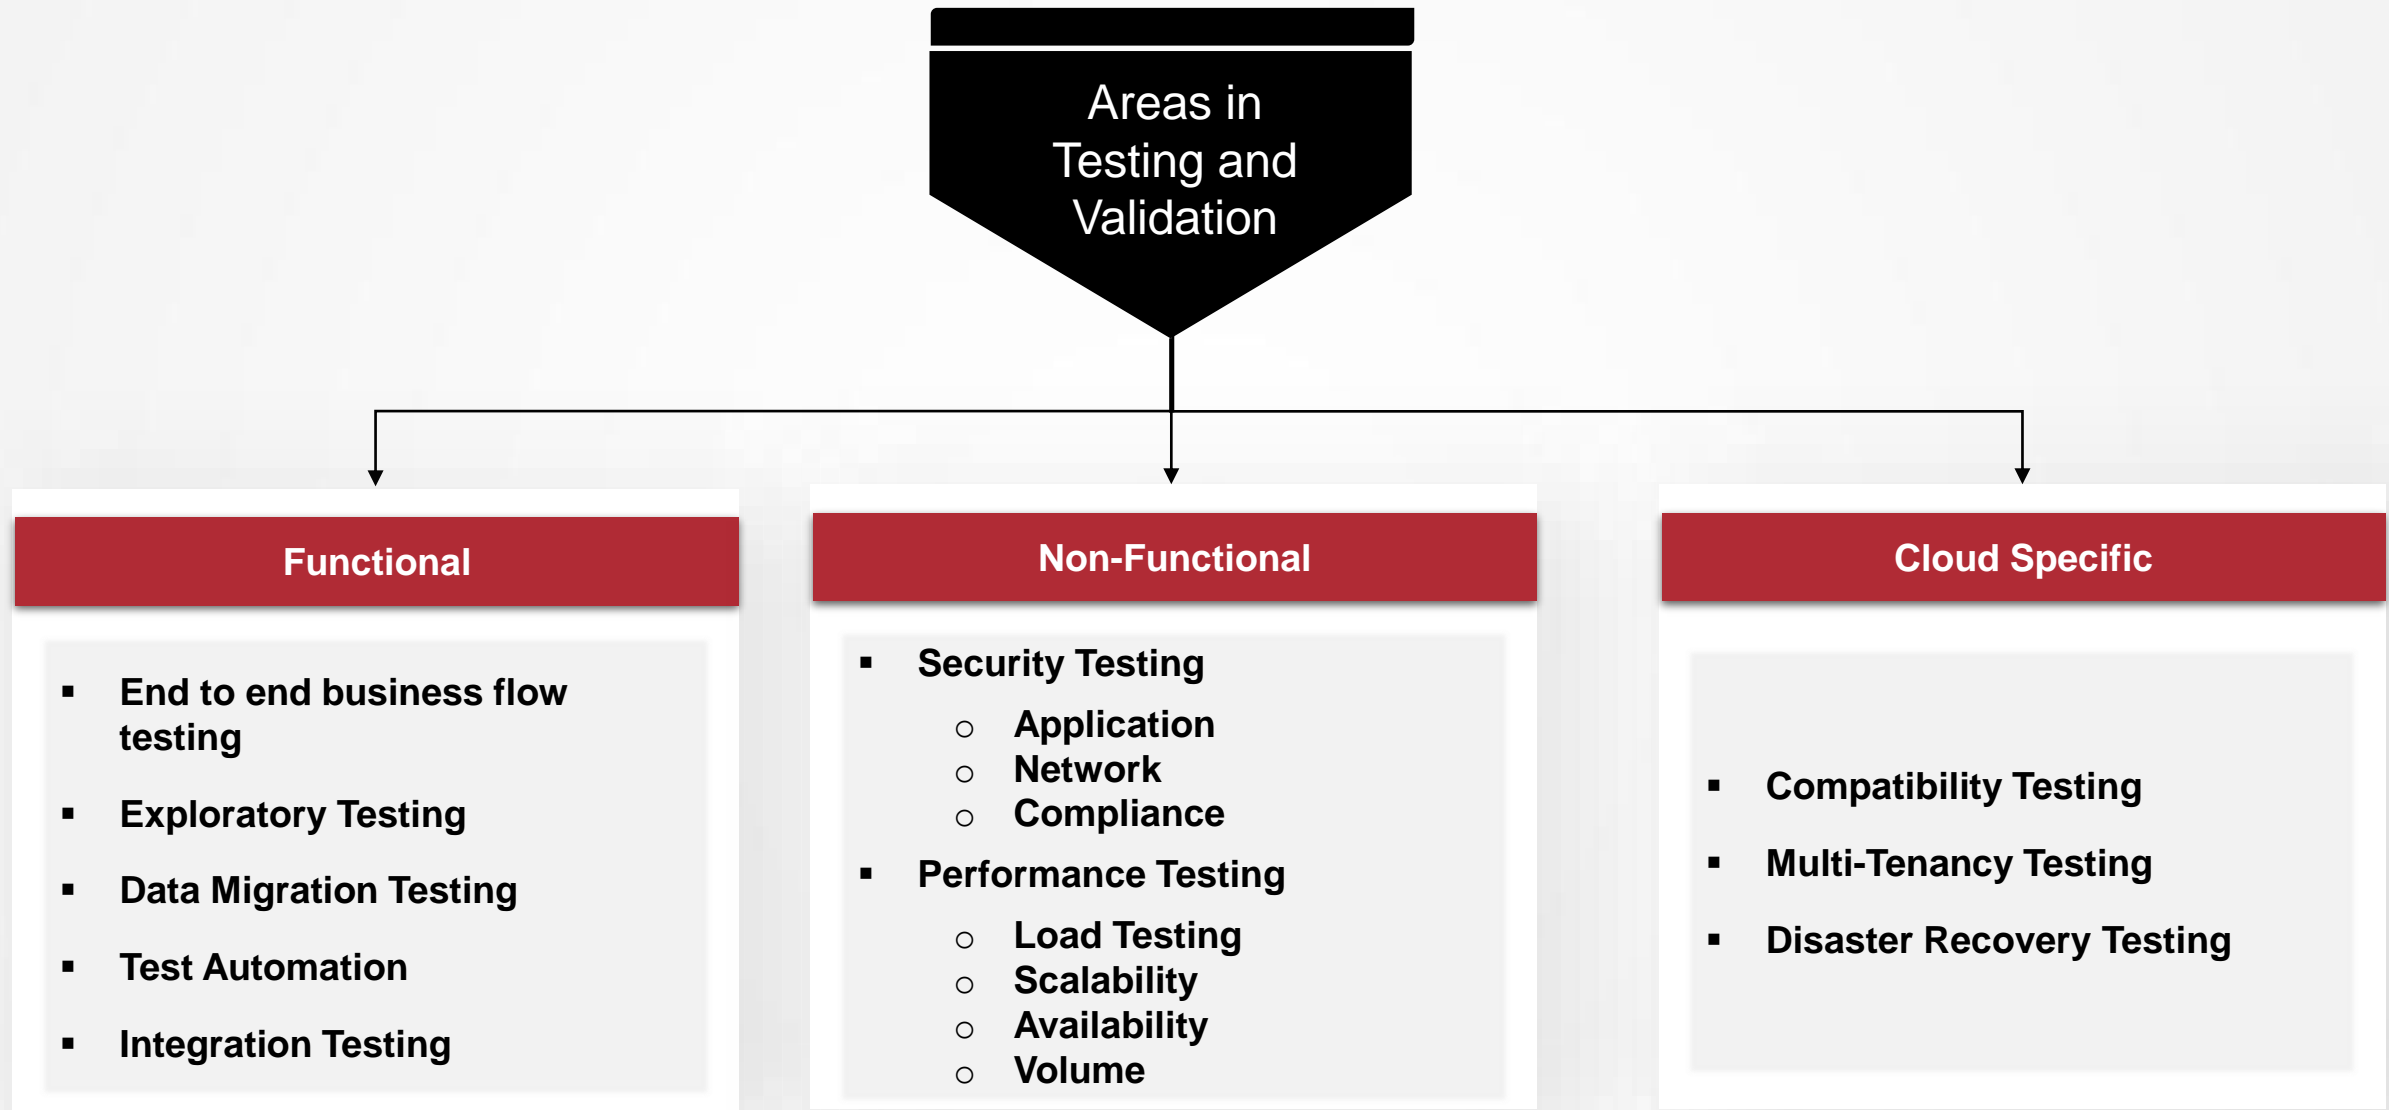 Areas in
Testing and
Validation
Functional
▪ End to end business flow
testing
▪ Exploratory Testing
▪ Data Migration Testing
▪ Test Automation
▪ Integration Testing
Non-Functional
▪ Security Testing
o Application
o Network
o Compliance
▪ Performance Testing
o Load Testing
o Scalability
o Availability
o Volume
Cloud Specific
▪ Compatibility Testing
▪ Multi-Tenancy Testing
▪ Disaster Recovery Testing